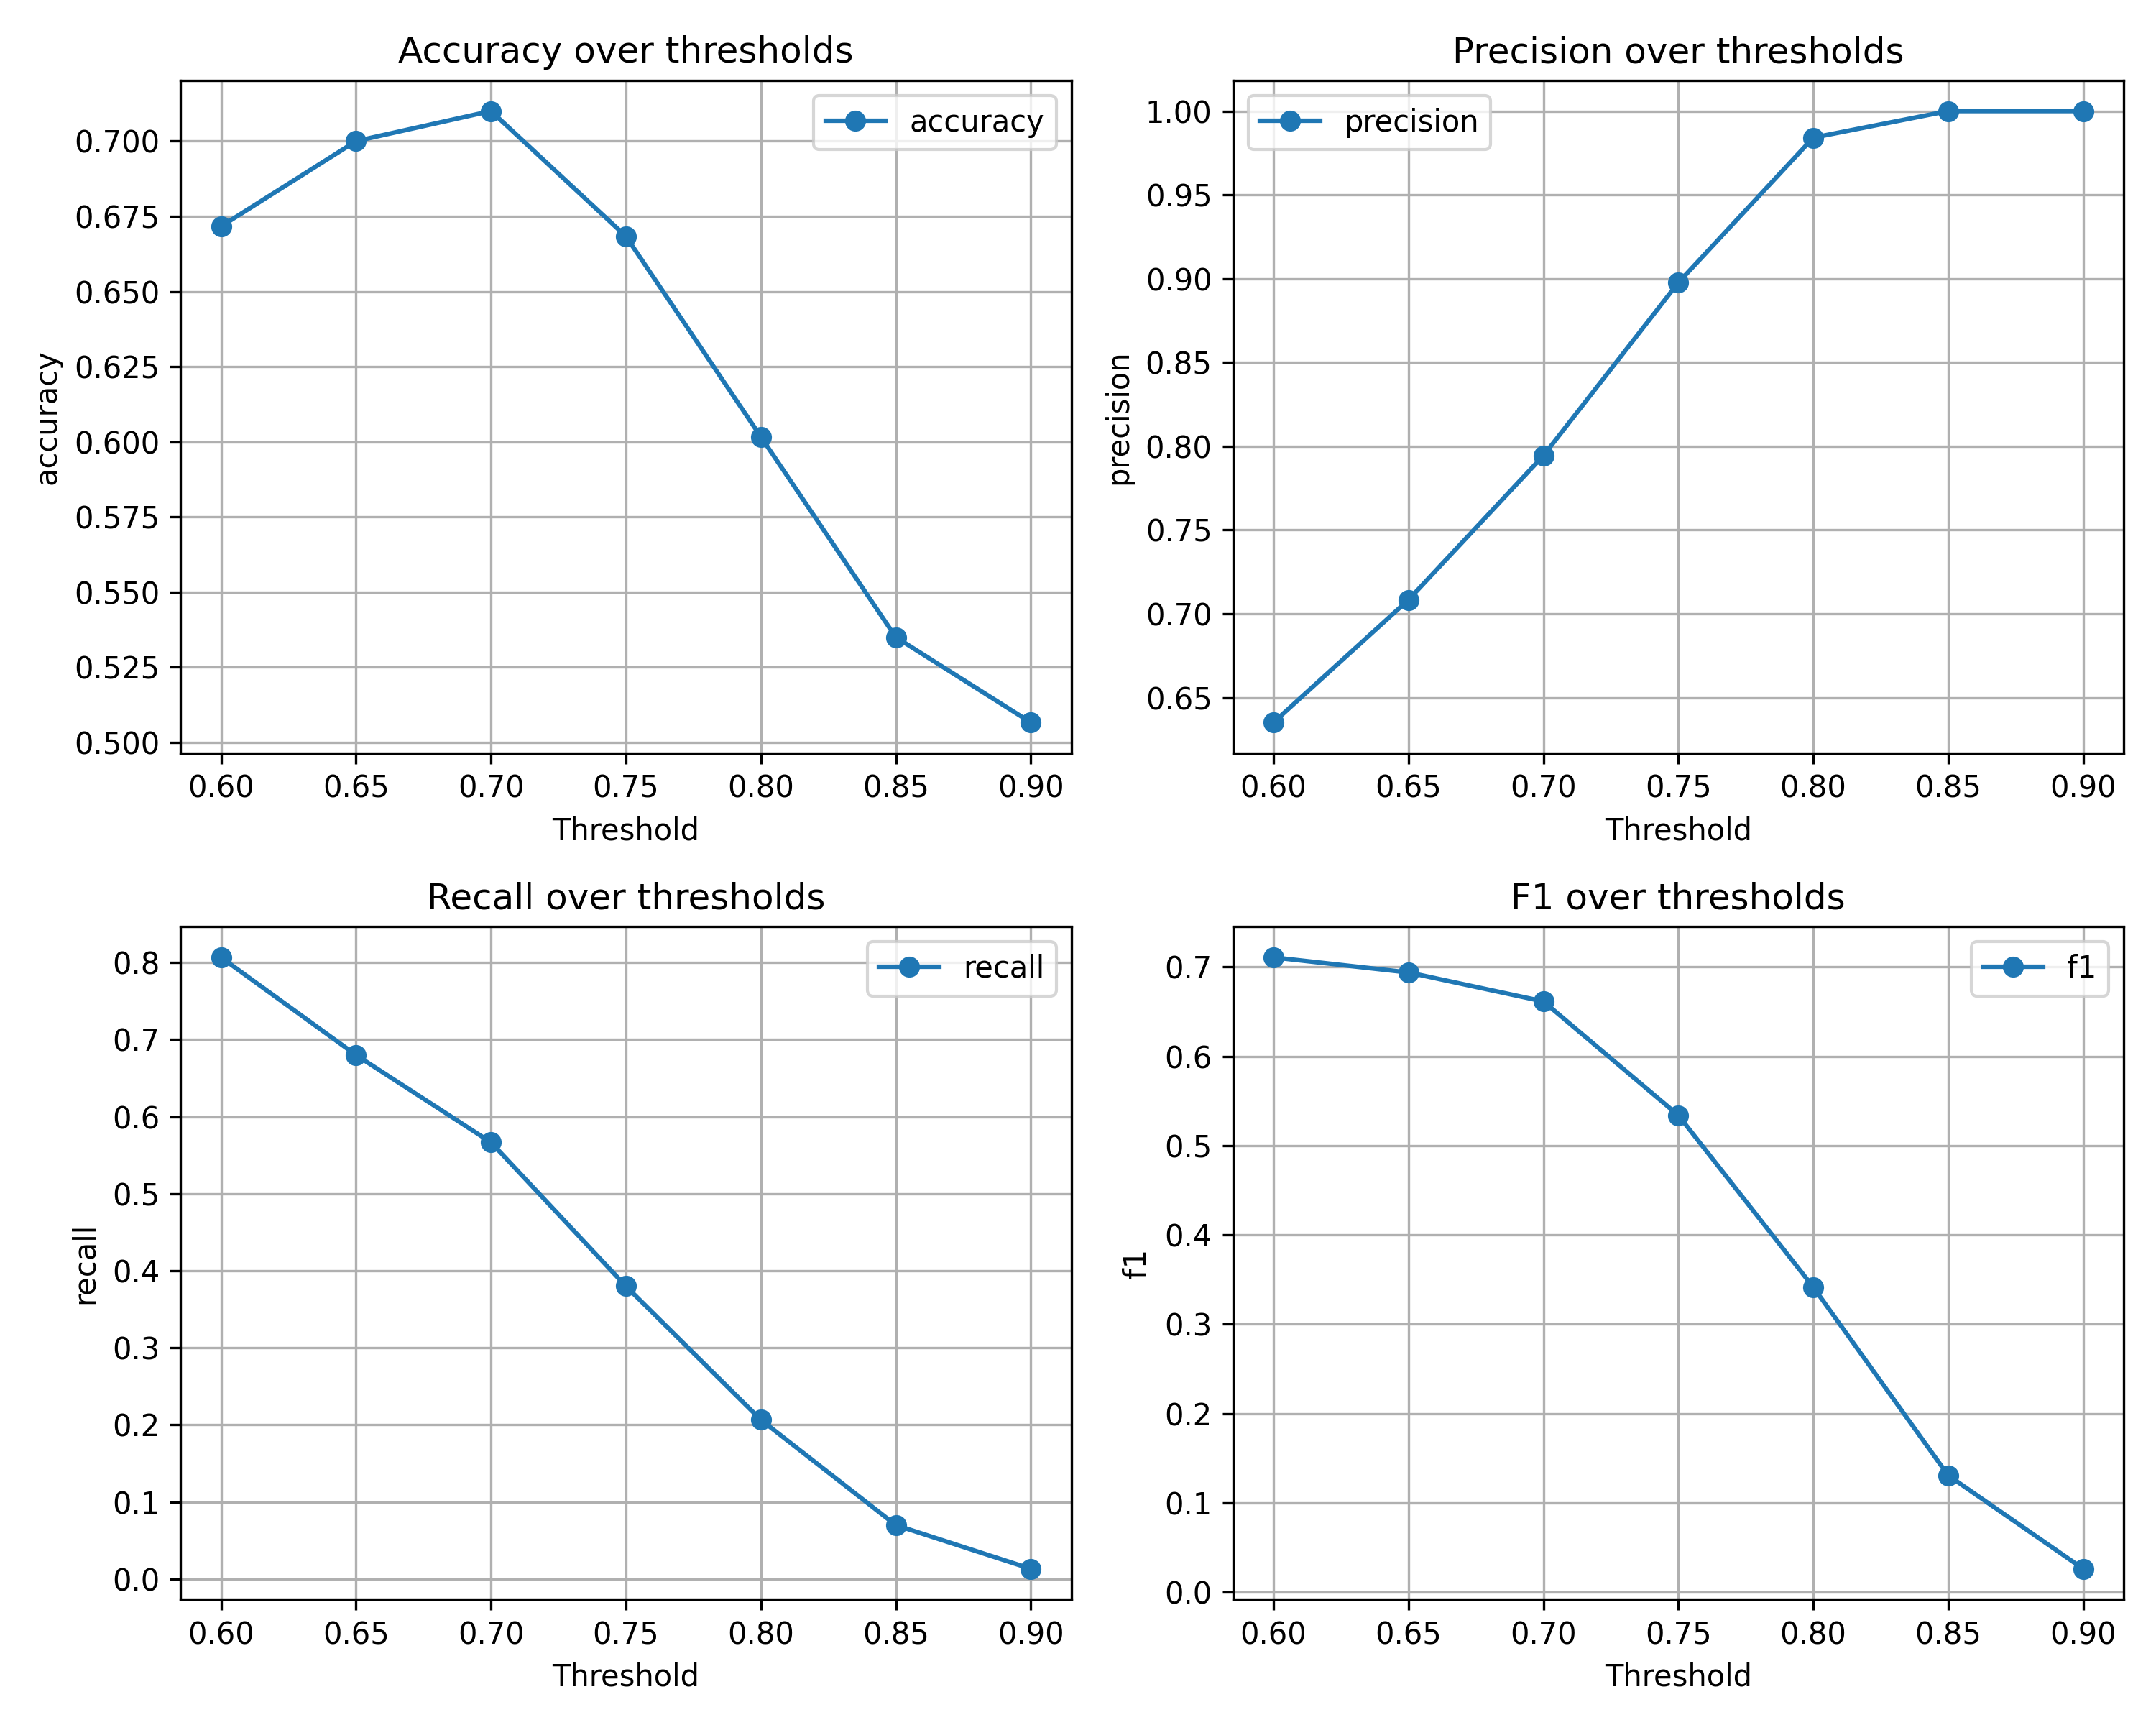 Accuracy over thresholds
accuracy
accuracy
0.700
0.675
0.650
0.625
0.600
0.575
0.550
0.525
0.500
0.60 0.65 0.70 0.75 0.80 0.85 0.90
Threshold
Precision over thresholds
precision
precision
1.00
0.95
0.90
0.85
0.80
0.75
0.70
0.65
0.60 0.65 0.70 0.75 0.80 0.85 0.90
Threshold
Recall over thresholds
recall
recall
0.8
0.7
0.6
0.5
0.4
0.3
0.2
0.1
0.0
0.60 0.65 0.70 0.75 0.80 0.85 0.90
Threshold
F1 over thresholds
f1
f1
0.7
0.6
0.5
0.4
0.3
0.2
0.1
0.0
0.60 0.65 0.70 0.75 0.80 0.85 0.90
Threshold